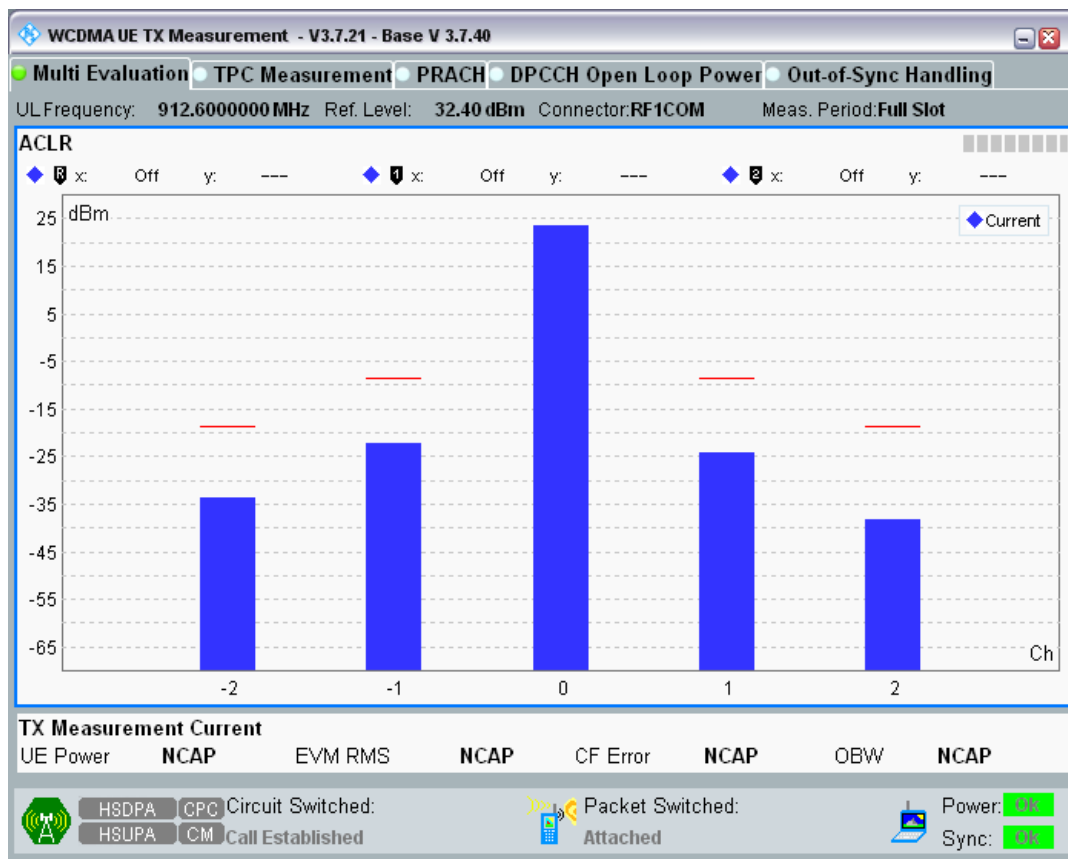 WCDMA UE TX Measurement - V3.7.21 - Base V 3.7.40
Multi Evaluation TPC Measurement PRACH DPCCH Open Loop Power Out-of-Sync Handling
UL Frequency: 912.6000000 MHz Ref. Level: 32.40 dBm Connector:RF1COM Meas. Period:Full Slot
ACLR
R x: Off y: --- 1 x: Off y: --- 2 x: Off y: ---
dBm
Current
25
15
5
-5
-15
-25
-35
-45
-55
-65
Ch
-2 -1 0 1 2
TX Measurement Current
UE Power NCAP EVM RMS NCAP CF Error NCAP OBW NCAP
HSDPA CPC Circuit Switched: Packet Switched: Power: Ok
HSUPA CM Call Established Attached Sync: Ok